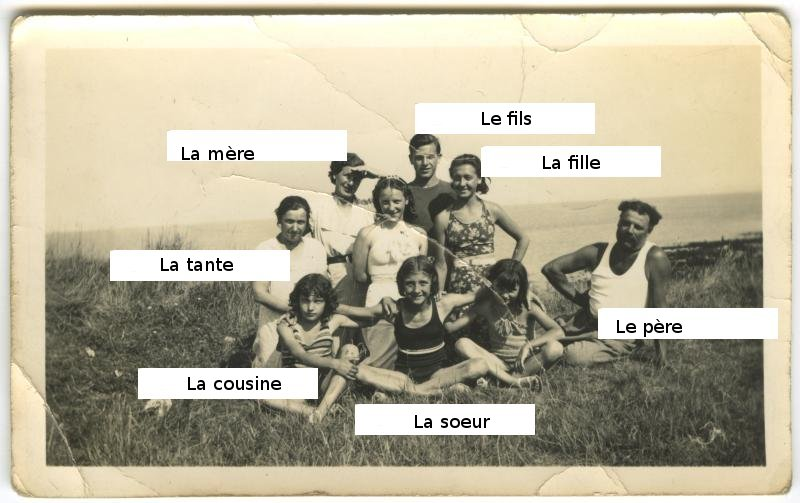 Le fils
La mère
La fille
La tante
Le père
La cousine
La soeur